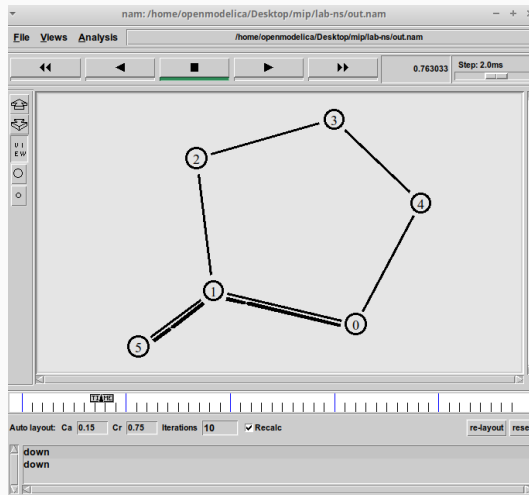 nam: /home/openmodelica/Desktop/mip/lab-ns/out.nam
File Views Analysis /home/openmodelica/Desktop/mip/lab-ns/out.nam
0.763033 Step: 2.0ms
3
2
4
1
0
5
TIME
Auto layout: Ca 0.15 Cr 0.75 Iterations 10 Recalc re-layout rese
down
down